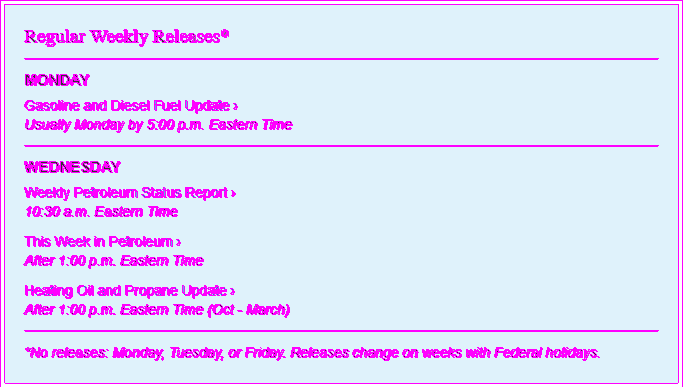 Regular Weekly Releases*
MONDAY
Gasoline and Diesel Fuel Update ›
Usually Monday by 5:00 p.m. Eastern Time
WEDNESDAY
Weekly Petroleum Status Report ›
10:30 a.m. Eastern Time
This Week in Petroleum ›
After 1:00 p.m. Eastern Time
Heating Oil and Propane Update ›
After 1:00 p.m. Eastern Time (Oct - March)
*No releases: Monday, Tuesday, or Friday. Releases change on weeks with Federal holidays.